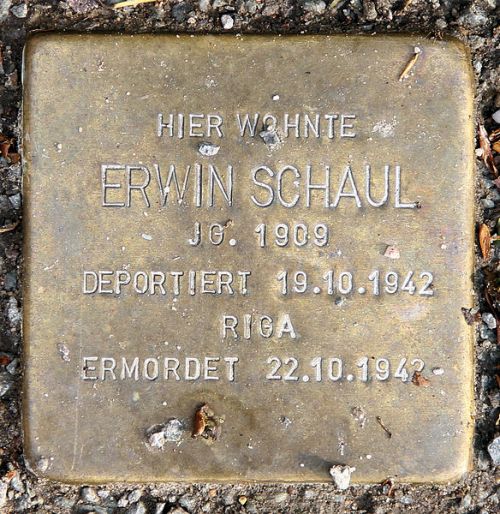 HIER WOHNTE
ERWIN SCHAUL
JG. 1909
DEPORTIERT 19.10.1942
RIGA
ERMORDET 22.10.1942